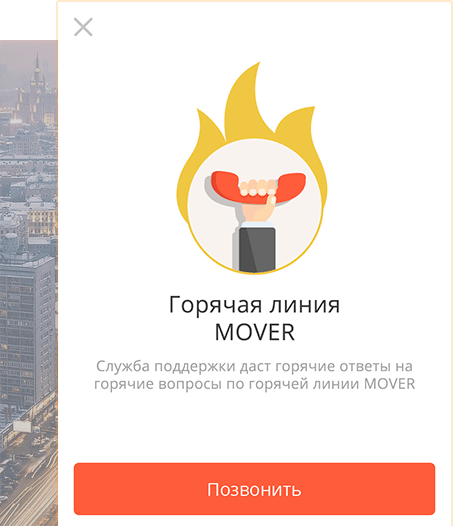 Горячая линия
MOVER
Служба поддержки даст горячие ответы на
горячие вопросы по горячей линии MOVER
Позвонить